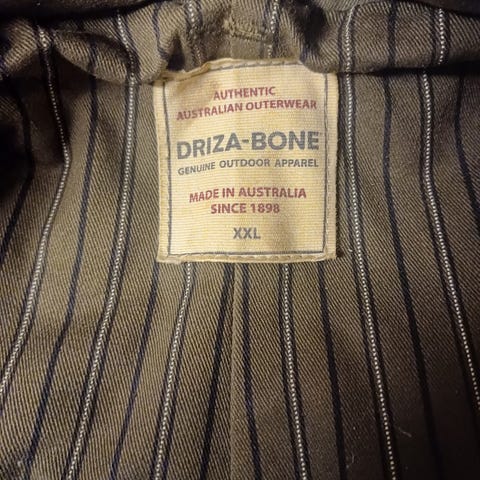 AUTHENTIC
AUSTRALIAN OUTERWEAR
DRIZA-BONE
GENUINE OUTDOOR APPAREL
MADE IN AUSTRALIA
SINCE 1898
XXL